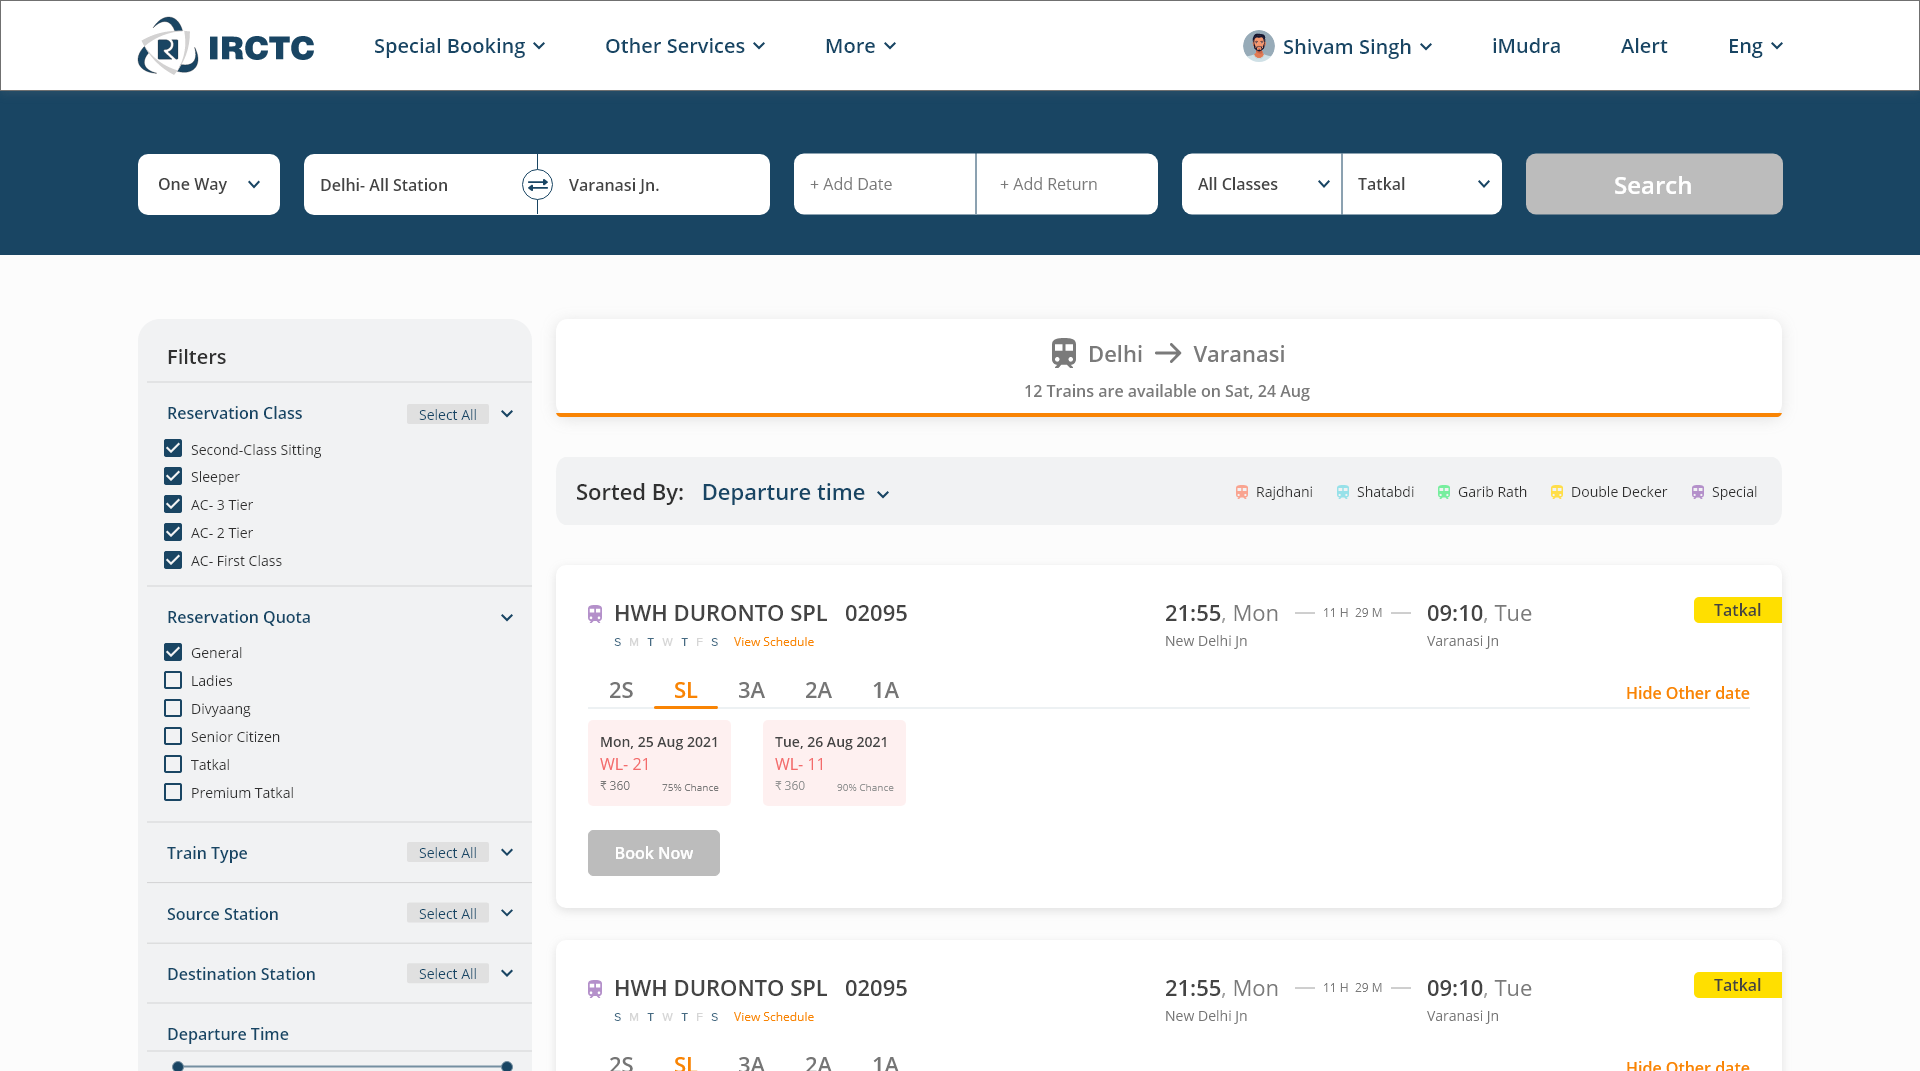 IRCTC Special Booking Other Services More Shivam Singh iMudra Alert Eng
One Way Delhi- All Station Varanasi Jn. + Add Date + Add Return All Classes Tatkal Search
Filters
Reservation Class Select All
Second-Class Sitting
Sleeper
AC- 3 Tier
AC- 2 Tier
AC- First Class
Reservation Quota
General
Ladies
Divyaang
Senior Citizen
Tatkal
Premium Tatkal
Train Type Select All
Source Station Select All
Destination Station Select All
Departure Time
Delhi → Varanasi
12 Trains are available on Sat, 24 Aug
Sorted By: Departure time Rajdhani Shatabdi Garib Rath Double Decker Special
HWH DURONTO SPL 02095 21:55, Mon 11 H 29 M 09:10, Tue Tatkal
S M T W T F S View Schedule New Delhi Jn Varanasi Jn
2S SL 3A 2A 1A Hide Other date
Mon, 25 Aug 2021 Tue, 26 Aug 2021
WL- 21 WL- 11
₹ 360 75% Chance ₹ 360 90% Chance
Book Now
HWH DURONTO SPL 02095 21:55, Mon 11 H 29 M 09:10, Tue Tatkal
S M T W T F S View Schedule New Delhi Jn Varanasi Jn
2S SL 3A 2A 1A Hide Other date